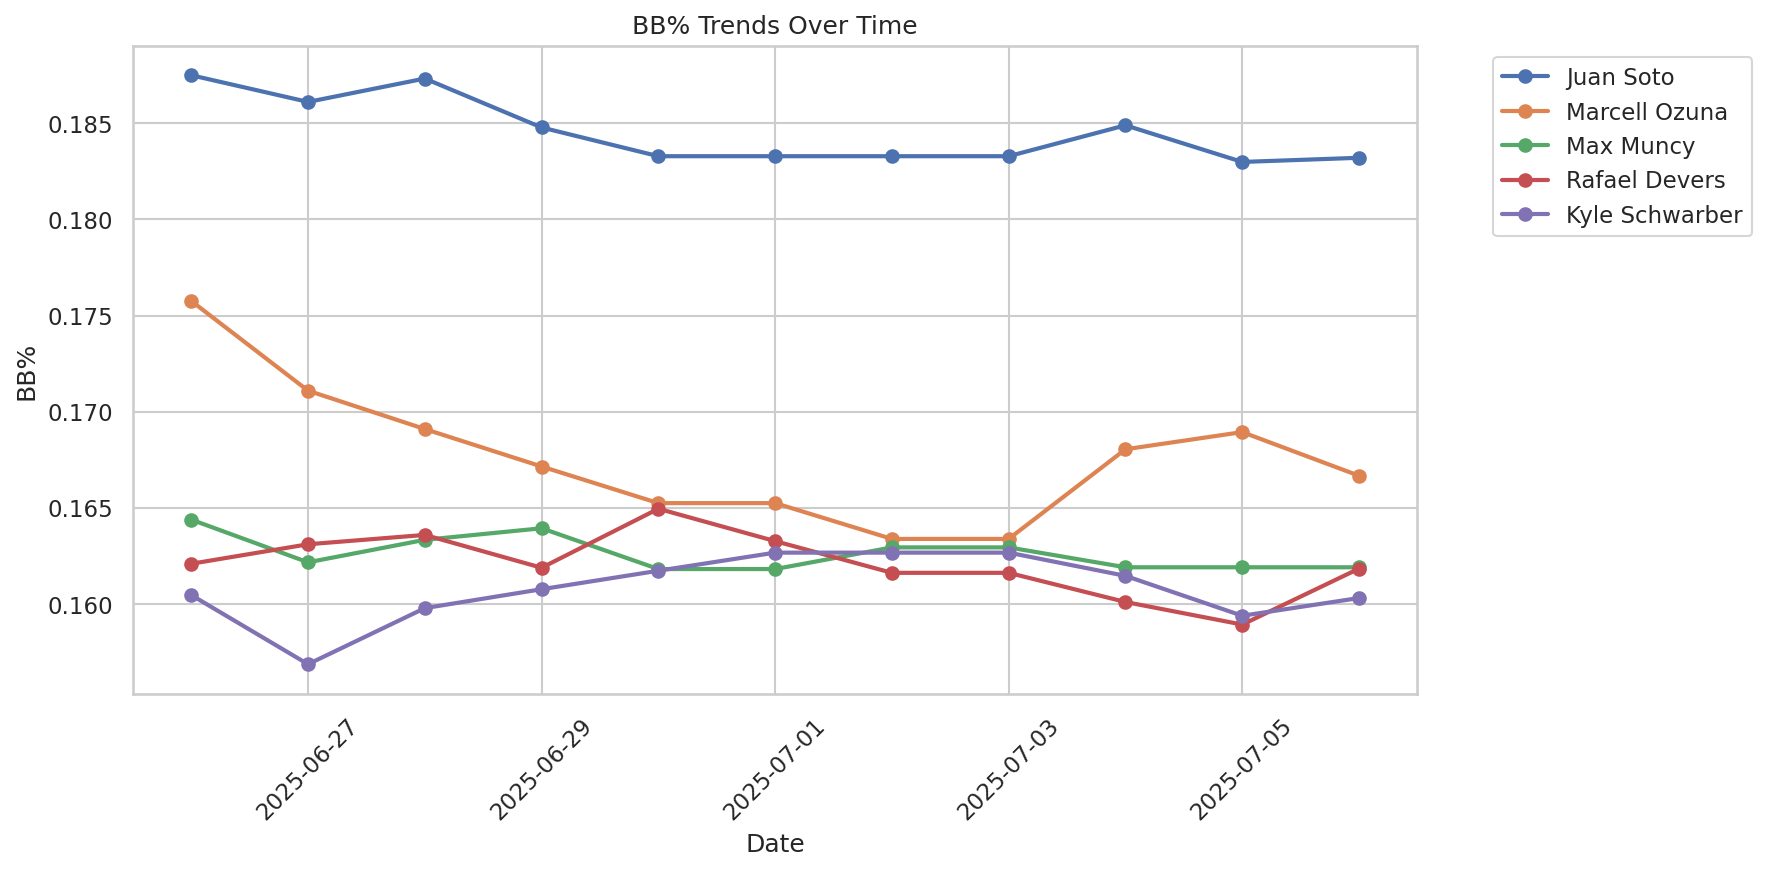 BB% Trends Over Time
Juan Soto
Marcell Ozuna
Max Muncy
Rafael Devers
Kyle Schwarber
BB%
0.185
0.180
0.175
0.170
0.165
0.160
2025-06-27
2025-06-29
2025-07-01
2025-07-03
2025-07-05
Date